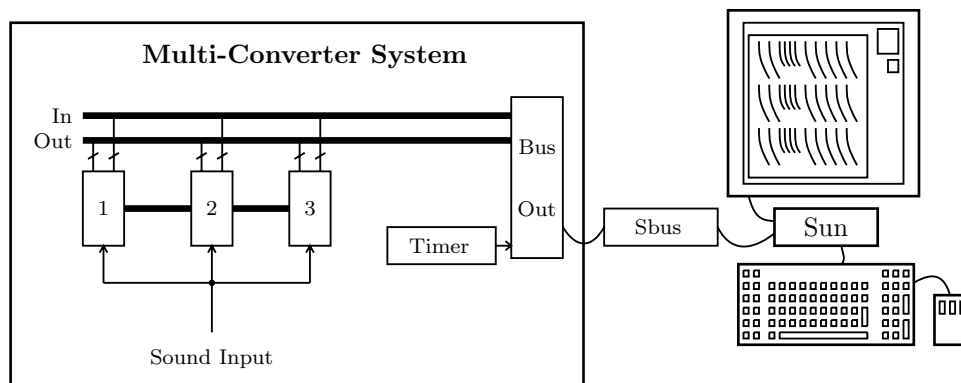 Multi-Converter System
In
Out
Bus
1
2
3
Out
Timer
Sbus
Sun
Sound Input